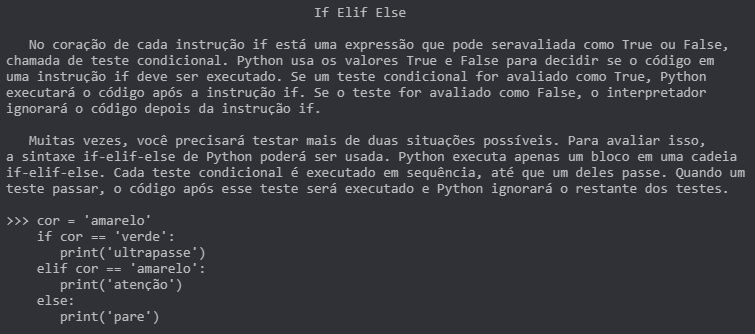 If Elif Else
No coração de cada instrução if está uma expressão que pode seravaliada como True ou False,
chamada de teste condicional. Python usa os valores True e False para decidir se o código em
uma instrução if deve ser executado. Se um teste condicional for avaliado como True, Python
executará o código após a instrução if. Se o teste for avaliado como False, o interpretador
ignorará o código depois da instrução if.
Muitas vezes, você precisará testar mais de duas situações possíveis. Para avaliar isso,
a sintaxe if-elif-else de Python poderá ser usada. Python executa apenas um bloco em uma cadeia
if-elif-else. Cada teste condicional é executado em sequência, até que um deles passe. Quando um
teste passar, o código após esse teste será executado e Python ignorará o restante dos testes.
>>> cor = 'amarelo'
if cor == 'verde':
print('ultrapasse')
elif cor == 'amarelo':
print('atenção')
else:
print('pare')